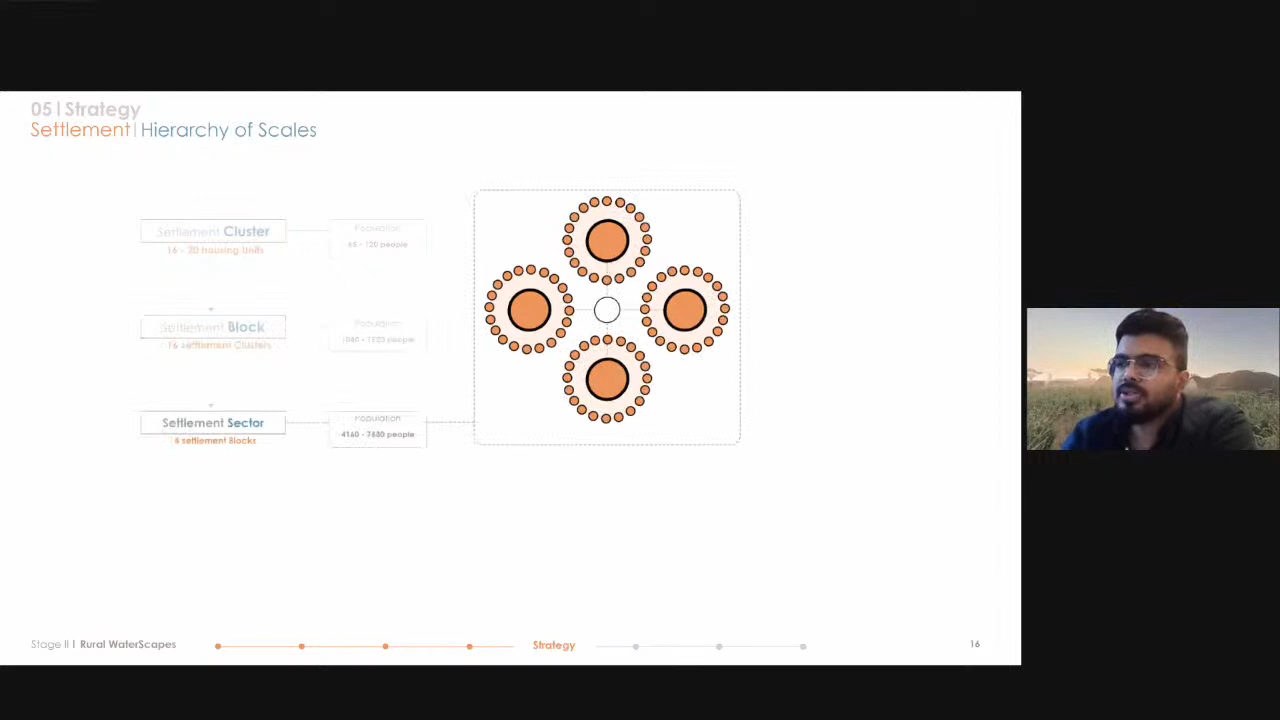 05 | Strategy
Settlement | Hierarchy of Scales
Settlement Cluster
16 - 20 housing Units
Population
65 - 120 people
Settlement Block
16 settlement Clusters
Population
1040 - 1920 people
Settlement Sector
settlement Blocks
Population
4160 - 7680 people
Stage II | Rural WaterScapes
Strategy
16